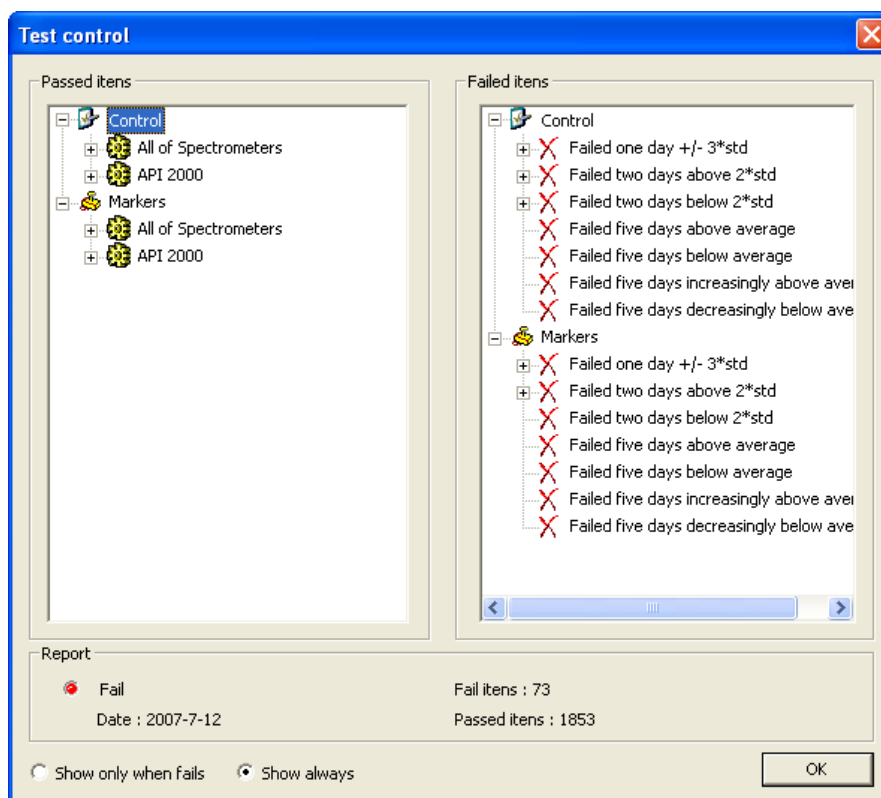 Test control
Passed itens
Control
All of Spectrometers
API 2000
Markers
All of Spectrometers
API 2000
Failed itens
Control
Failed one day +/- 3*std
Failed two days above 2*std
Failed two days below 2*std
Failed five days above average
Failed five days below average
Failed five days increasingly above aver
Failed five days decreasingly below ave
Markers
Failed one day +/- 3*std
Failed two days above 2*std
Failed two days below 2*std
Failed five days above average
Failed five days below average
Failed five days increasingly above aver
Failed five days decreasingly below ave
Report
Fail
Date : 2007-7-12
Fail itens : 73
Passed itens : 1853
Show only when fails
Show always
OK